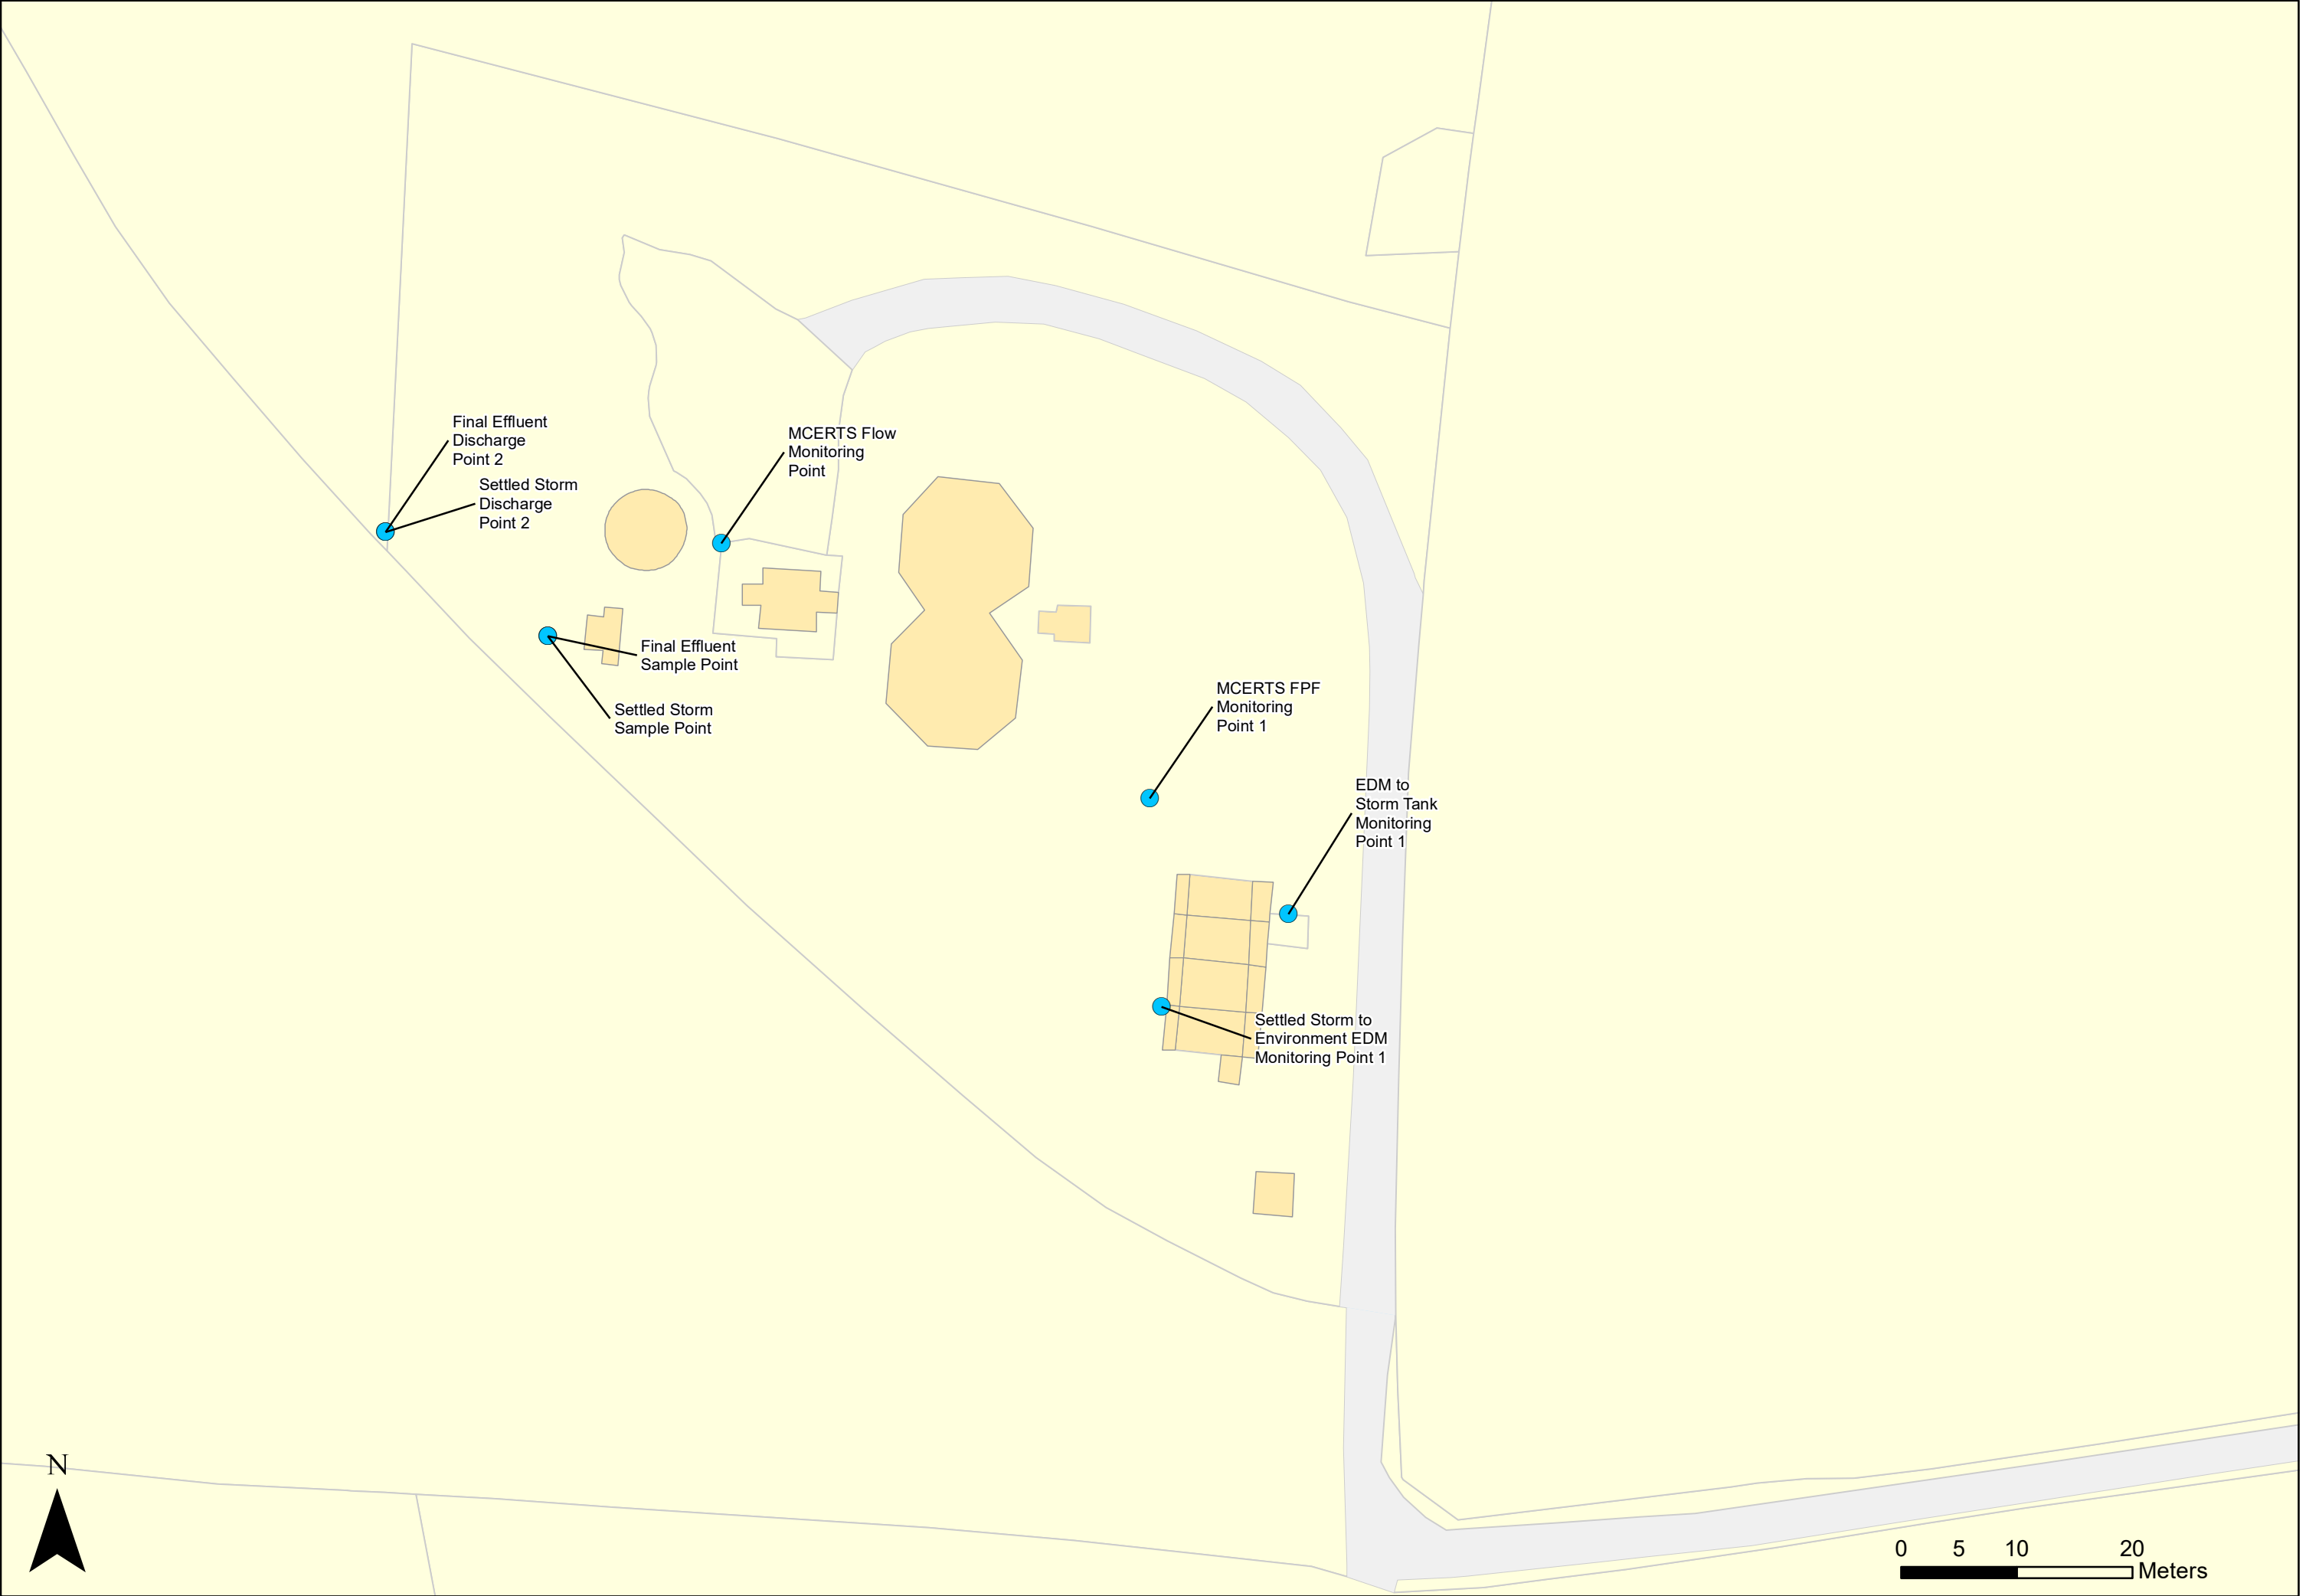 Final Effluent
Discharge
Point 2
Settled Storm
Discharge
Point 2
MCERTS Flow
Monitoring
Point
Final Effluent
Sample Point
Settled Storm
Sample Point
MCERTS FPF
Monitoring
Point 1
EDM to
Storm Tank
Monitoring
Point 1
Settled Storm to
Environment EDM
Monitoring Point 1
N
0 5 10 20
Meters